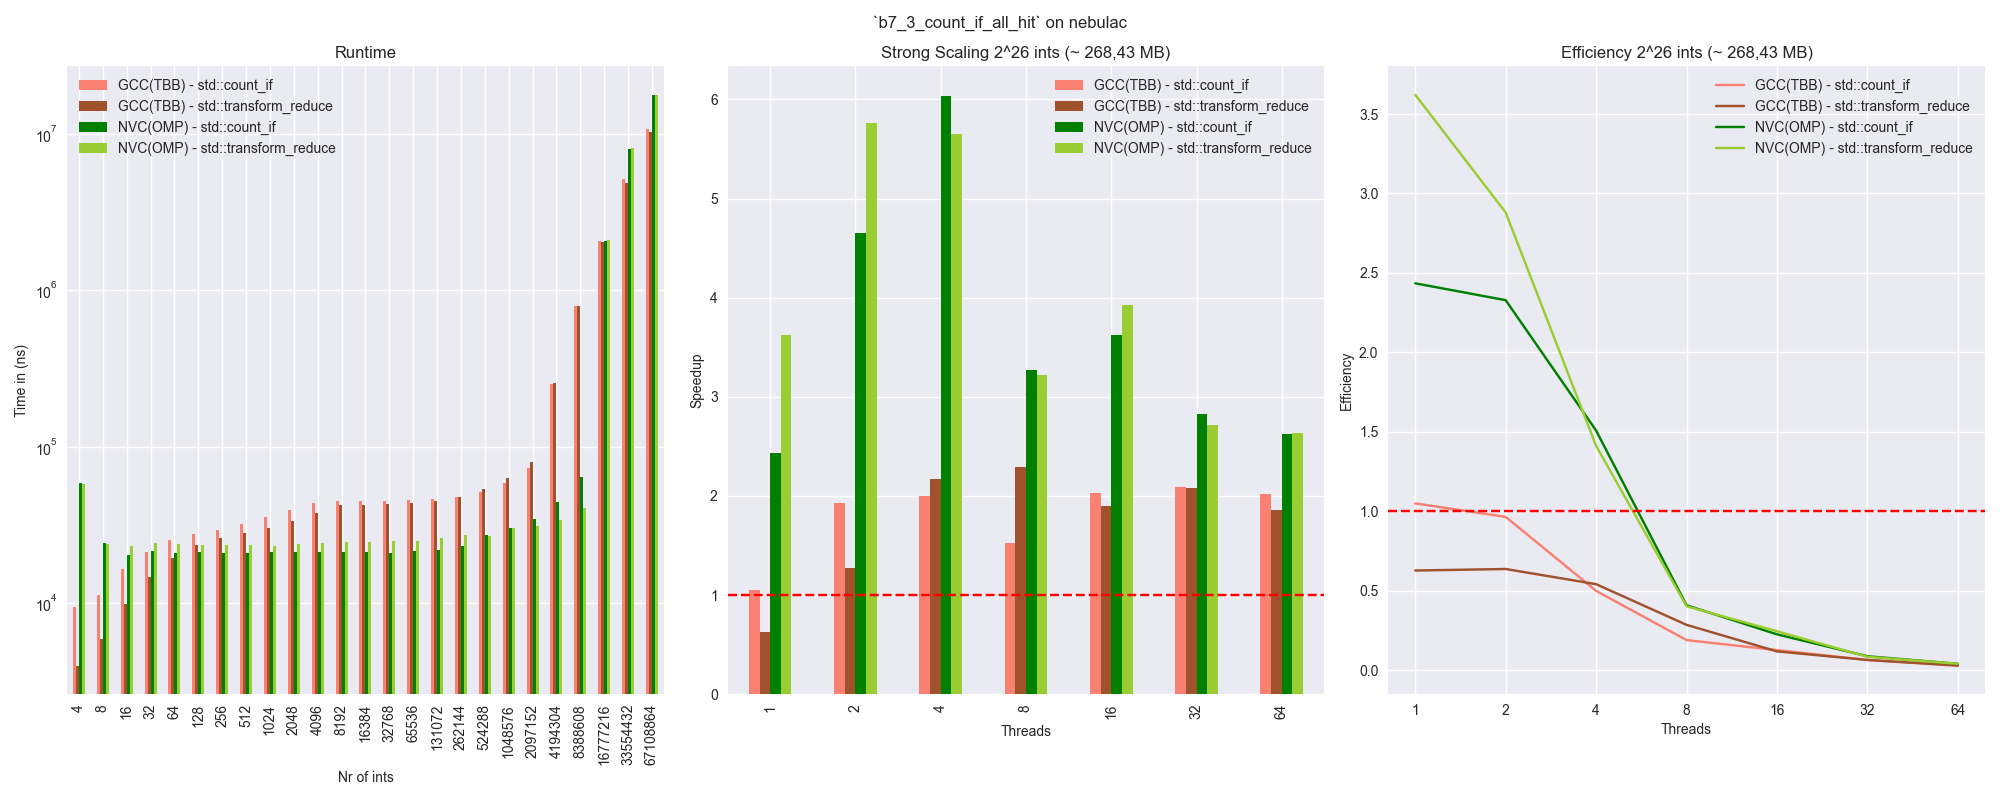 `b7_3_count_if_all_hit` on nebulac
Runtime
GCC(TBB) - std::count_if
GCC(TBB) - std::transform_reduce
NVC(OMP) - std::count_if
NVC(OMP) - std::transform_reduce
10^7
10^6
10^5
10^4
Time in (ns)
4 8 16 32 64 128 256 512 1024 2048 4096 8192 16384 32768 65536 131072 262144 524288 1048576 2097152 4194304 8388608 16777216 33554432 67108864
Nr of ints
Strong Scaling 2^26 ints (~ 268,43 MB)
GCC(TBB) - std::count_if
GCC(TBB) - std::transform_reduce
NVC(OMP) - std::count_if
NVC(OMP) - std::transform_reduce
6
5
4
3
2
1
0
Speedup
1 2 4 8 16 32 64
Threads
Efficiency 2^26 ints (~ 268,43 MB)
GCC(TBB) - std::count_if
GCC(TBB) - std::transform_reduce
NVC(OMP) - std::count_if
NVC(OMP) - std::transform_reduce
3.5
3.0
2.5
2.0
1.5
1.0
0.5
0.0
Efficiency
1 2 4 8 16 32 64
Threads